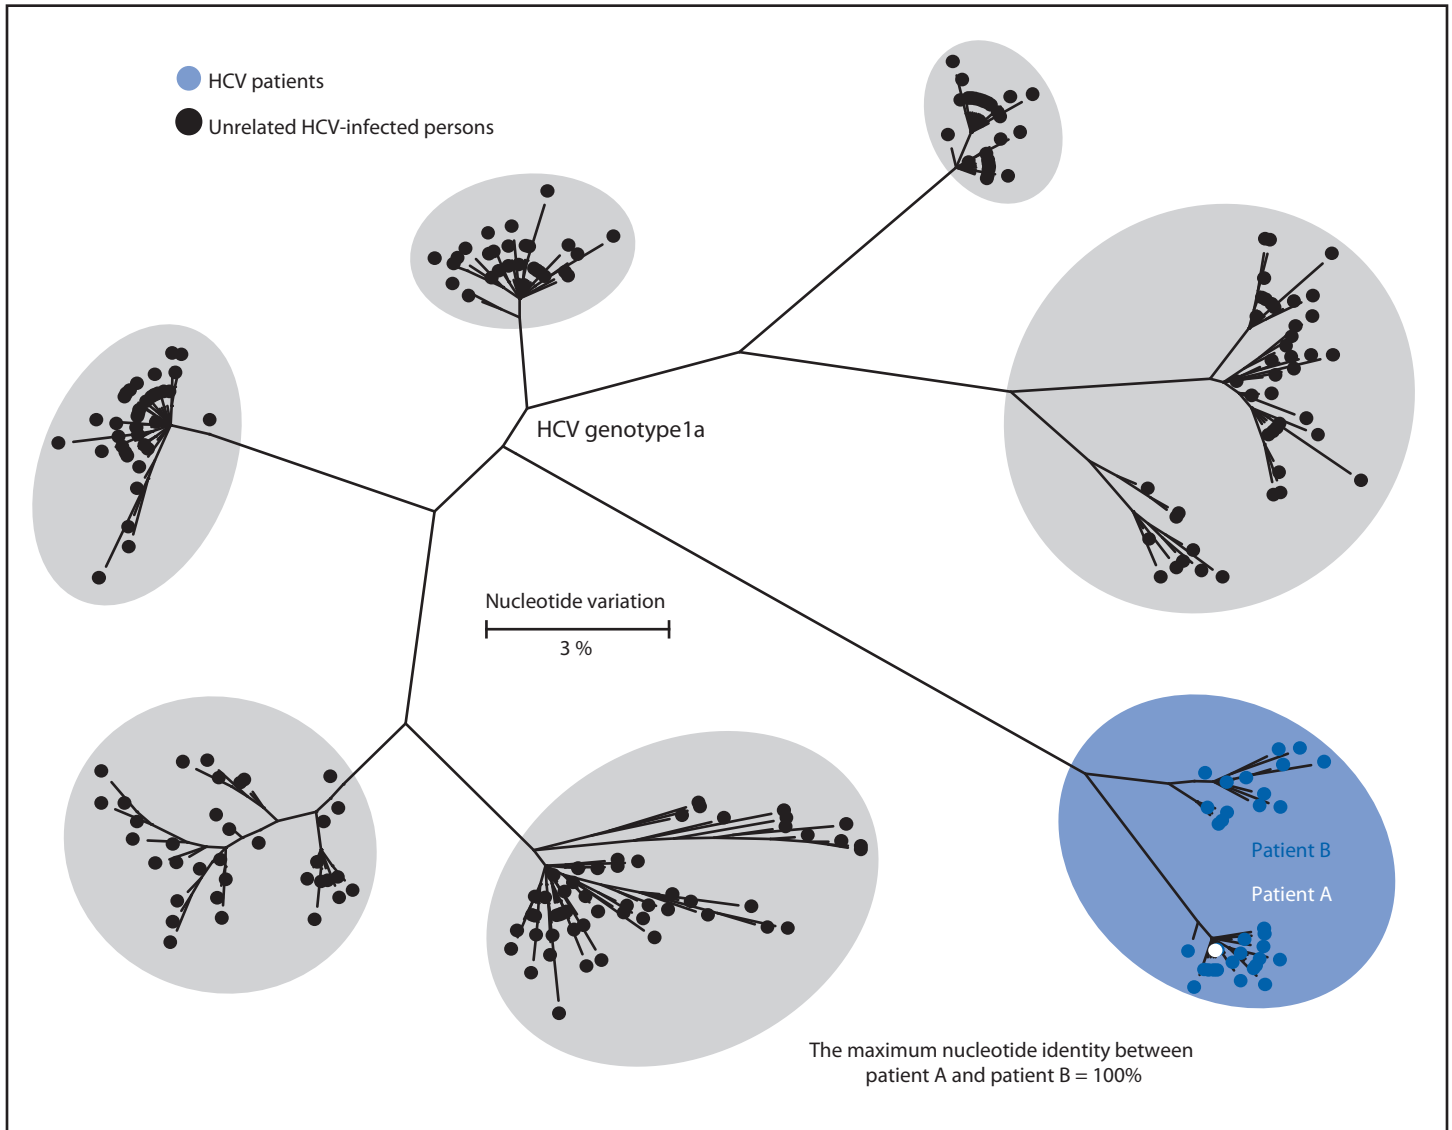 HCV patients
Unrelated HCV-infected persons
HCV genotype1a
Nucleotide variation
3 %
Patient B
Patient A
The maximum nucleotide identity between
patient A and patient B = 100%